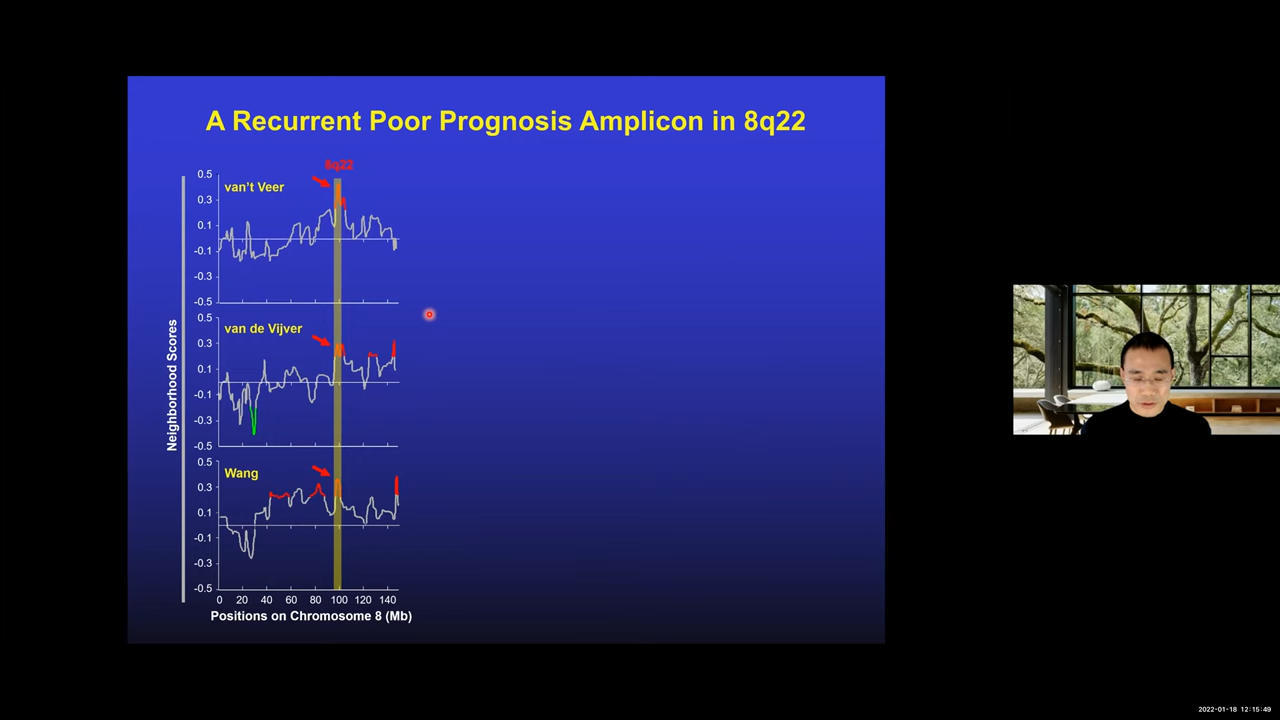 A Recurrent Poor Prognosis Amplicon in 8q22
8q22
van't Veer
0.5
0.3
0.1
-0.1
-0.3
-0.5
van de Vijver
0.5
0.3
0.1
-0.1
-0.3
-0.5
Wang
0.5
0.3
0.1
-0.1
-0.3
-0.5
Neighborhood Scores
0 20 40 60 80 100 120 140
Positions on Chromosome 8 (Mb)
2022-01-18 12:15:49